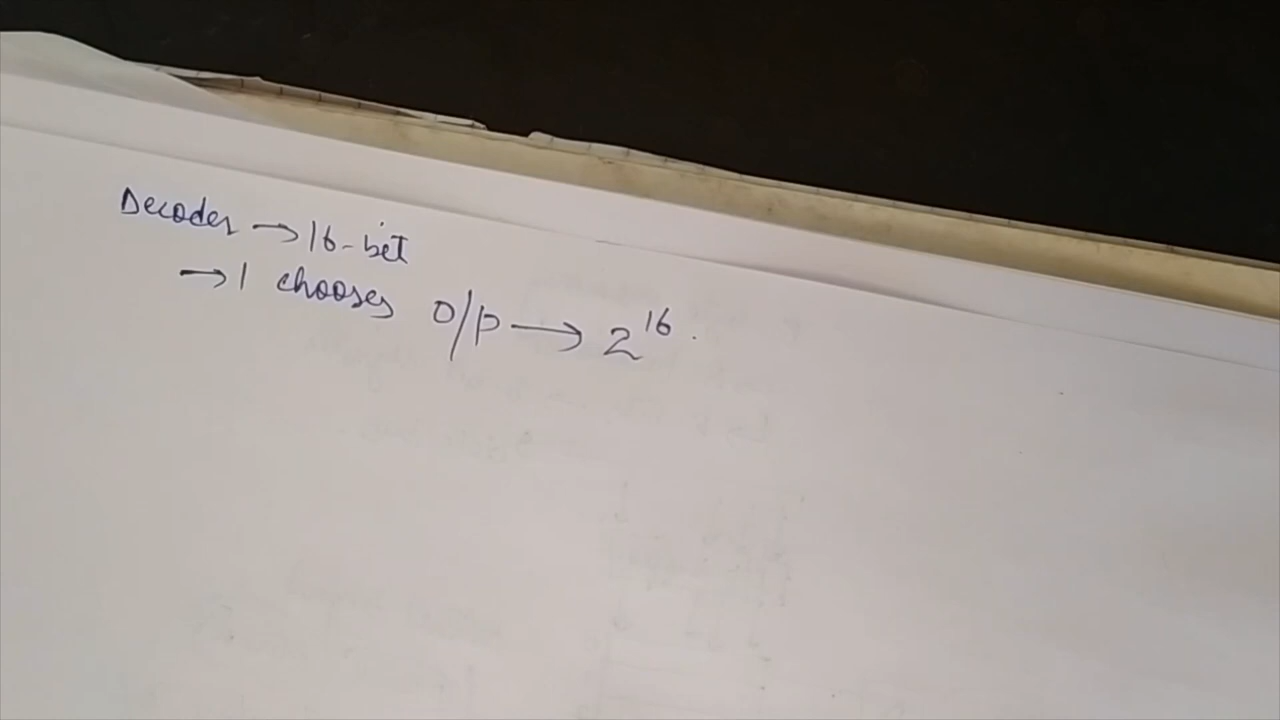 Decoder → 16-bit
→ 1 chooses O/P → 2^16.